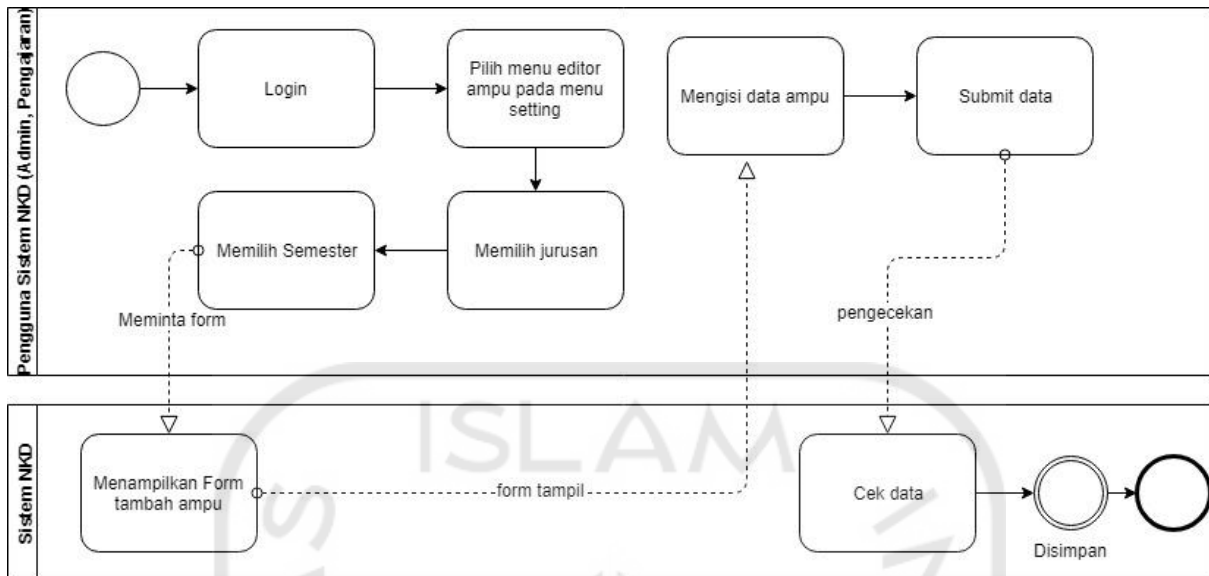 Pengguna Sistem NKD (Admin, Pengajaran)
Login
Pilih menu editor
ampu pada menu
setting
Mengisi data ampu
Submit data
Memilih Semester
Memilih jurusan
Meminta form
pengecekan
Sistem NKD
ISLAM
Menampilkan Form
tambah ampu
form tampil
Cek data
Disimpan